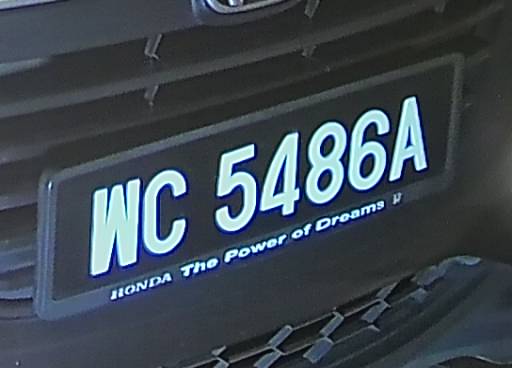 WC 5486A
HONDA The Power of Dreams